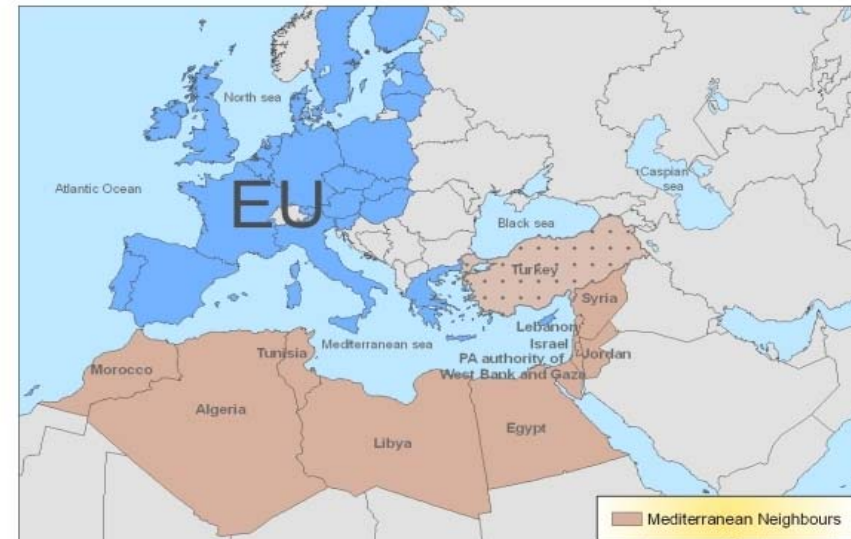 North sea
Atlantic Ocean
EU
Caspian
sea
Black sea
Turkey
Syria
Lebanon
Israel
Mediterranean sea
PA authority of
West Bank and Gaza
Jordan
Tunisia
Morocco
Algeria
Libya
Egypt
Mediterranean Neighbours